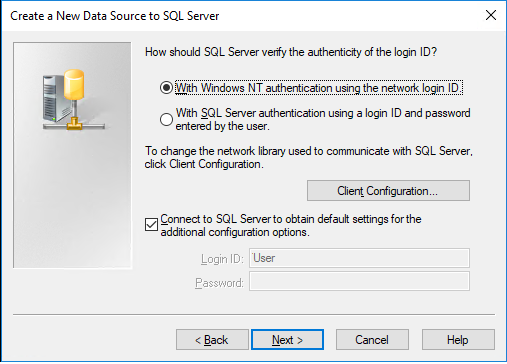 Create a New Data Source to SQL Server
How should SQL Server verify the authenticity of the login ID?
With Windows NT authentication using the network login ID.
With SQL Server authentication using a login ID and password
entered by the user.
To change the network library used to communicate with SQL Server,
click Client Configuration.
Client Configuration...
Connect to SQL Server to obtain default settings for the
additional configuration options.
Login ID: User
Password:
< Back Next > Cancel Help